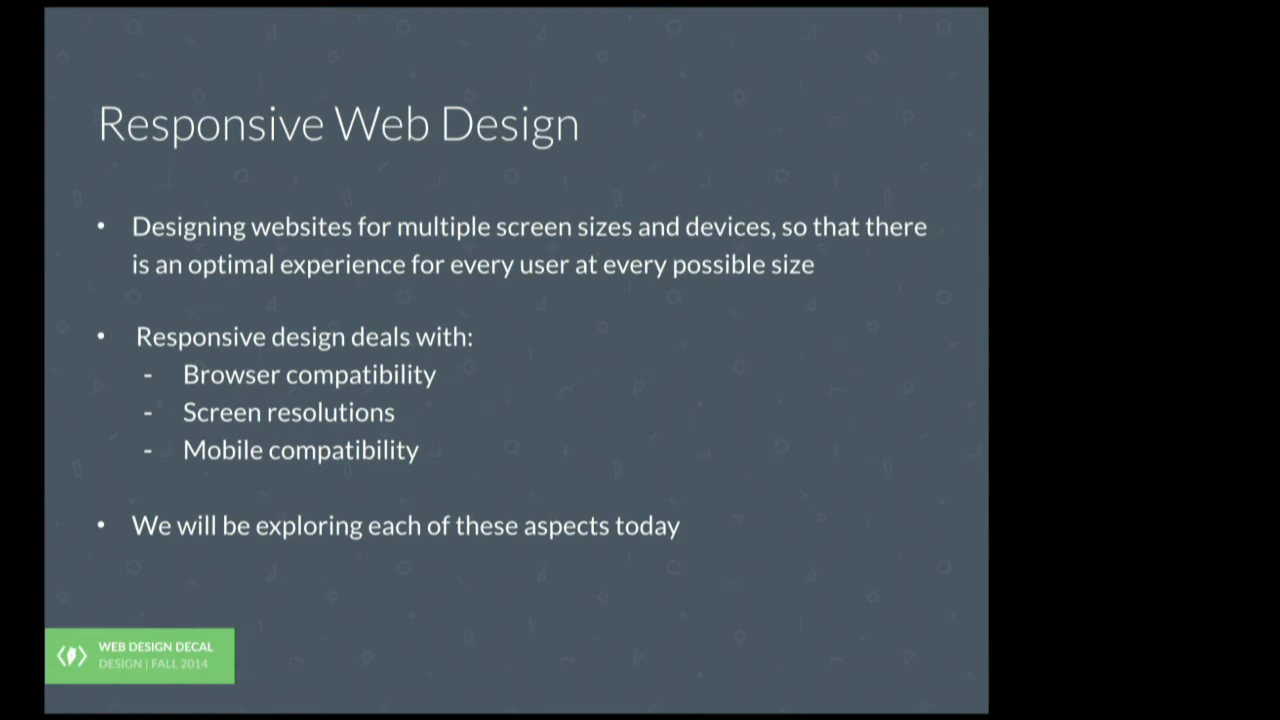 Responsive Web Design
• Designing websites for multiple screen sizes and devices, so that there
is an optimal experience for every user at every possible size
• Responsive design deals with:
- Browser compatibility
- Screen resolutions
- Mobile compatibility
• We will be exploring each of these aspects today
WEB DESIGN DECAL
DESIGN | FALL 2014